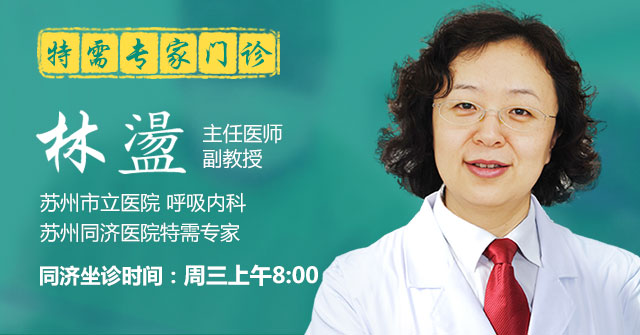 特需专家门诊
林盪
主任医师
副教授
苏州市立医院 呼吸内科
苏州同济医院特需专家
同济坐诊时间：周三上午8:00